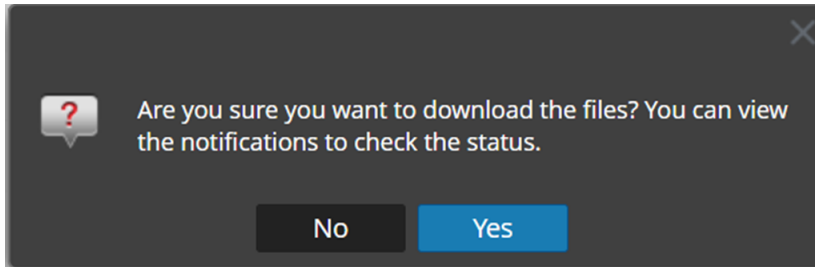 ?
Are you sure you want to download the files? You can view
the notifications to check the status.
No
Yes